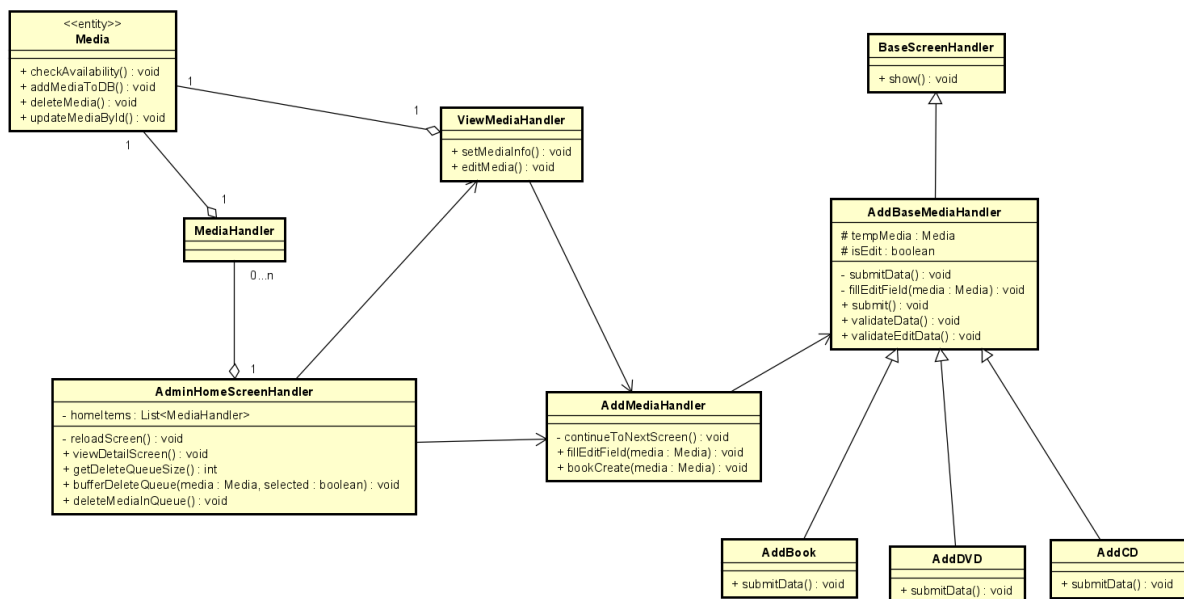 <<entity>>
Media
+ checkAvailability() : void
+ addMediaToDB() : void
+ deleteMedia() : void
+ updateMediaById() : void
1
1
1
1
ViewMediaHandler
+ setMediaInfo() : void
+ editMedia() : void
BaseScreenHandler
+ show() : void
MediaHandler
0...n
1
AddBaseMediaHandler
# tempMedia : Media
# isEdit : boolean
- submitData() : void
- fillEditField(media : Media) : void
+ submit() : void
+ validateData() : void
+ validateEditData() : void
AdminHomeScreenHandler
- homeItems : List<MediaHandler>
- reloadScreen() : void
+ viewDetailScreen() : void
+ getDeleteQueueSize() : int
+ bufferDeleteQueue(media : Media, selected : boolean) : void
+ deleteMediaInQueue() : void
AddMediaHandler
- continueToNextScreen() : void
+ fillEditField(media : Media) : void
+ bookCreate(media : Media) : void
AddBook
+ submitData() : void
AddDVD
+ submitData() : void
AddCD
+ submitData() : void